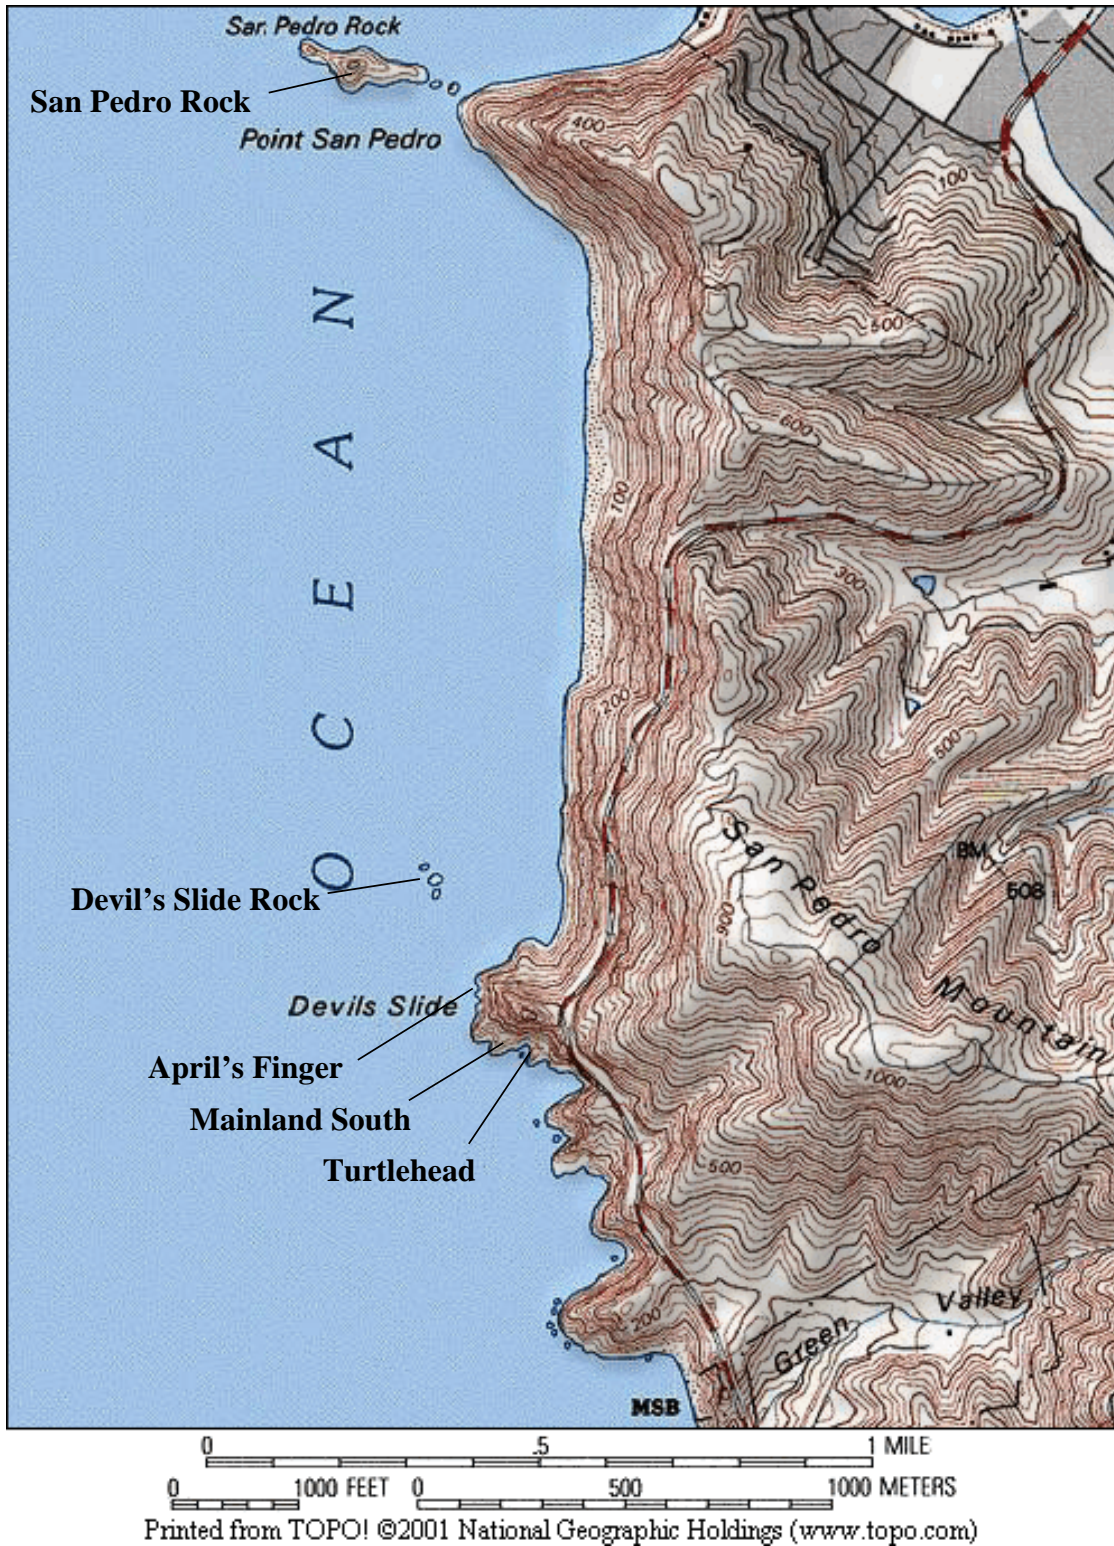 San Pedro Rock
San Pedro Rock
Point San Pedro
400
100
500
OCEAN
600
100
300
200
500
San Pedro Mountain
BM
508
Devil's Slide Rock
900
Devils Slide
April's Finger
1000
Mainland South
Turtlehead
500
Green Valley
200
MSB
0 .5 1 MILE
0 1000 FEET 0 500 1000 METERS
Printed from TOPO! ©2001 National Geographic Holdings (www.topo.com)